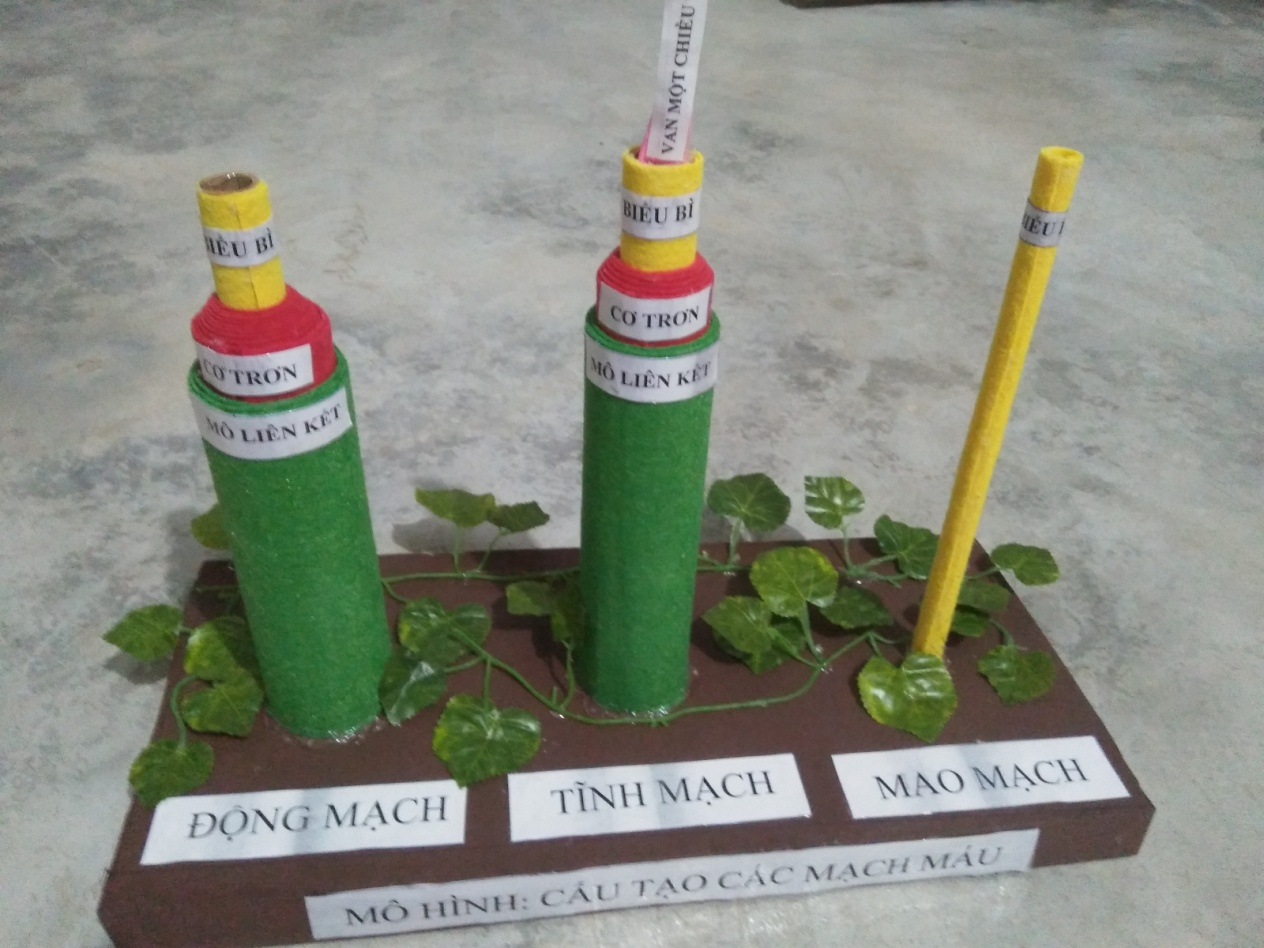 VAN MỘT CHIỀU
BIỂU BÌ
CƠ TRƠN
MÔ LIÊN KẾT
BIỂU BÌ
CƠ TRƠN
MÔ LIÊN KẾT
ĐỘNG MẠCH
TĨNH MẠCH
MAO MẠCH
MÔ HÌNH: CẤU TẠO CÁC MẠCH MÁU